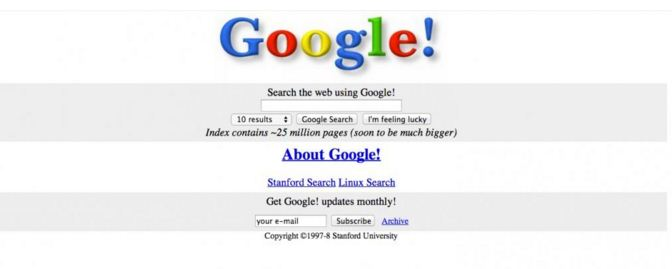 Google!
Search the web using Google!
10 results Google Search I'm feeling lucky
Index contains ~25 million pages (soon to be much bigger)
About Google!
Stanford Search Linux Search
Get Google! updates monthly!
your e-mail Subscribe Archive
Copyright ©1997-8 Stanford University